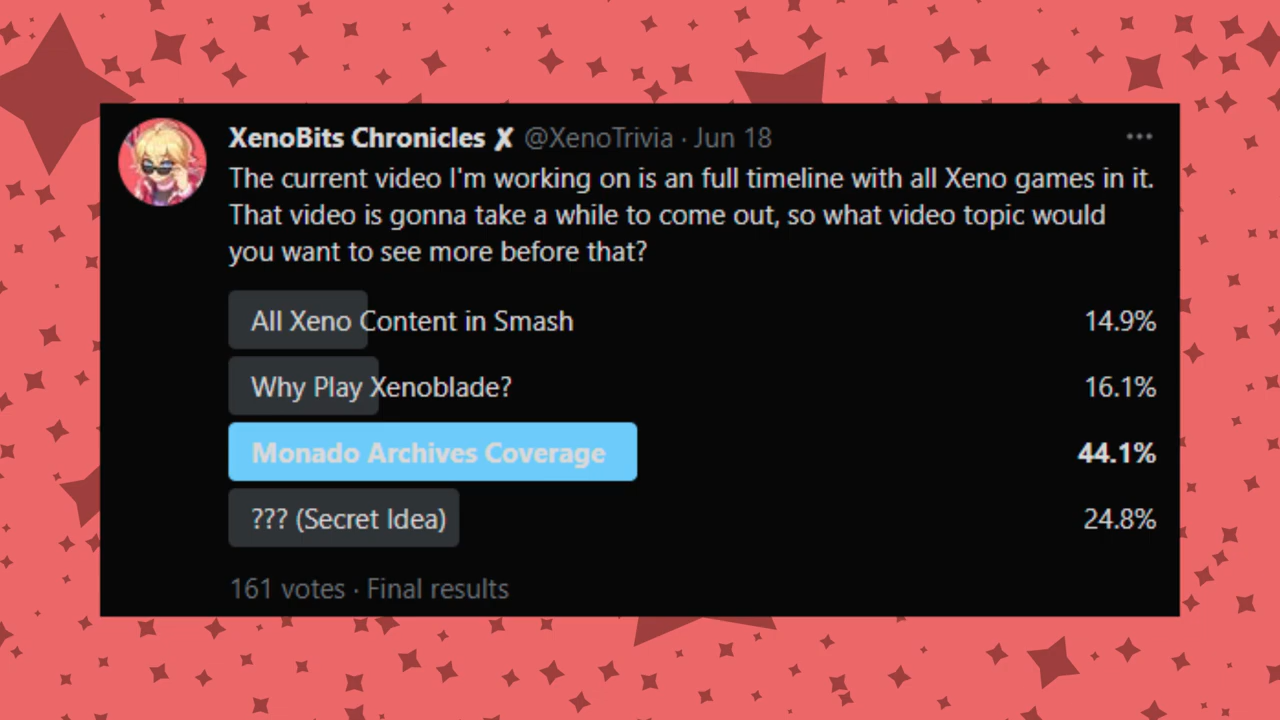 XenoBits Chronicles ✘ @XenoTrivia · Jun 18
The current video I'm working on is an full timeline with all Xeno games in it.
That video is gonna take a while to come out, so what video topic would
you want to see more before that?
All Xeno Content in Smash 14.9%
Why Play Xenoblade? 16.1%
Monado Archives Coverage 44.1%
??? (Secret Idea) 24.8%
161 votes · Final results